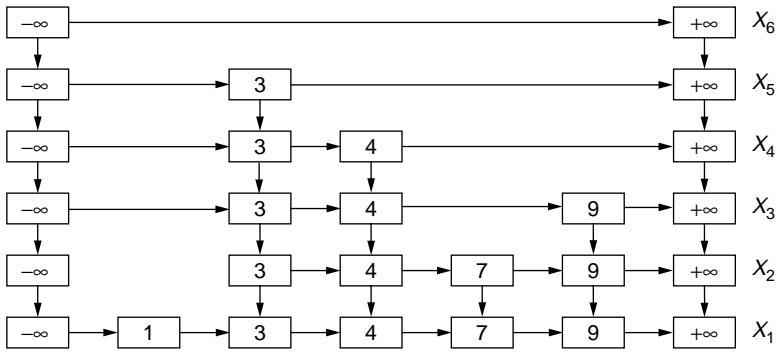 −∞ +∞ X6
−∞ 3 +∞ X5
−∞ 3 4 +∞ X4
−∞ 3 4 9 +∞ X3
−∞ 3 4 7 9 +∞ X2
−∞ 1 3 4 7 9 +∞ X1